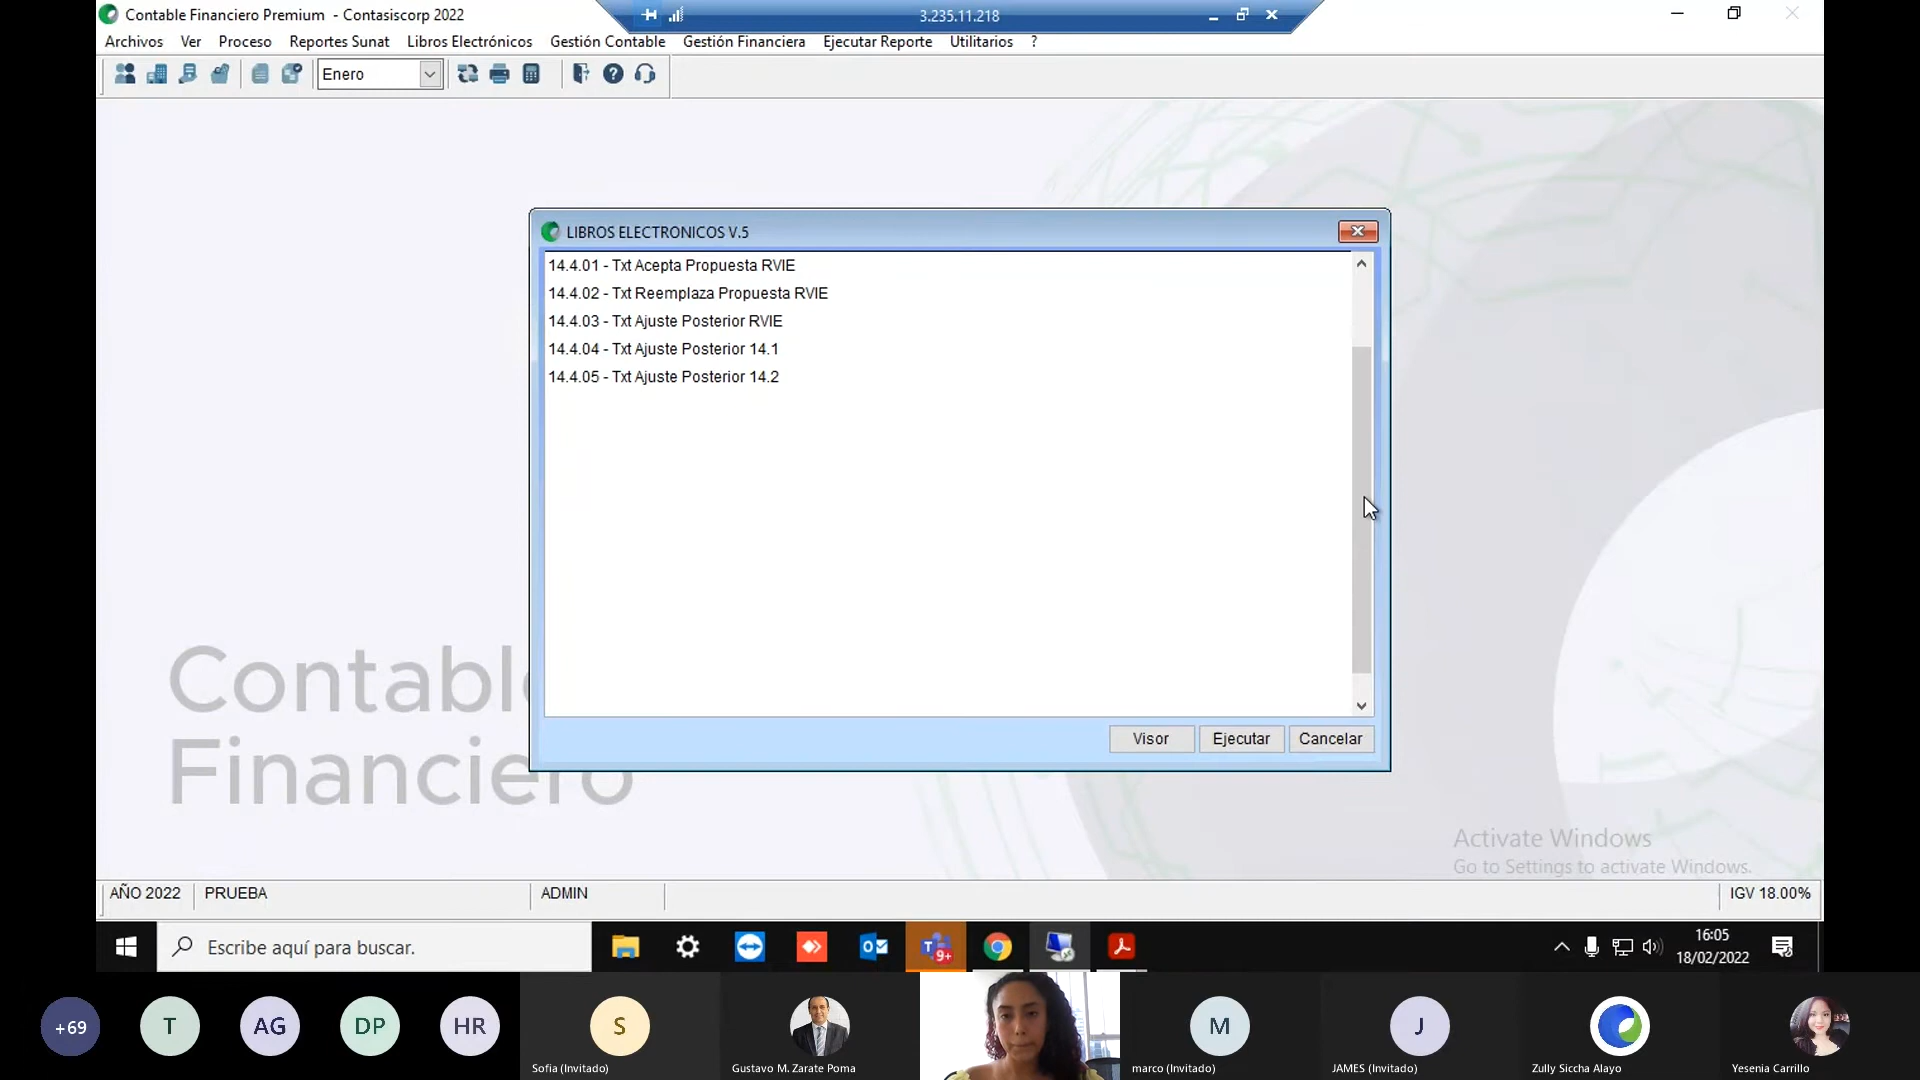 Contable Financiero Premium - Contasiscorp 2022
3.235.11.218
Archivos Ver Proceso Reportes Sunat Libros Electrónicos Gestión Contable Gestión Financiera Ejecutar Reporte Utilitarios ?
Enero
LIBROS ELECTRONICOS V.5
14.4.01 - Txt Acepta Propuesta RVIE
14.4.02 - Txt Reemplaza Propuesta RVIE
14.4.03 - Txt Ajuste Posterior RVIE
14.4.04 - Txt Ajuste Posterior 14.1
14.4.05 - Txt Ajuste Posterior 14.2
Visor Ejecutar Cancelar
Contable
Financiero
Activate Windows
Go to Settings to activate Windows.
AÑO 2022 PRUEBA ADMIN IGV 18.00%
Escribe aquí para buscar.
9+
16:05
18/02/2022
+69 T AG DP HR S M J
Sofia (Invitado) Gustavo M. Zarate Poma marco (Invitado) JAMES (Invitado) Zully Siccha Alayo Yesenia Carrillo